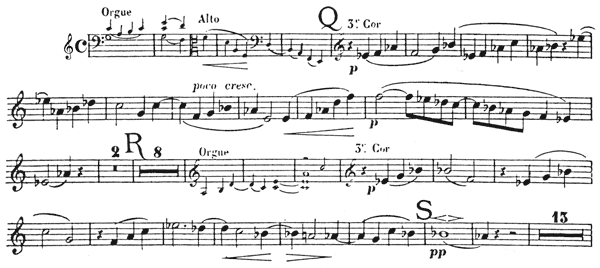 Orgue Alto Q 3ᵉ Cor
p
poco cresc.
p
R 2 8 Orgue 3ᵉ Cor
p
S 13
pp